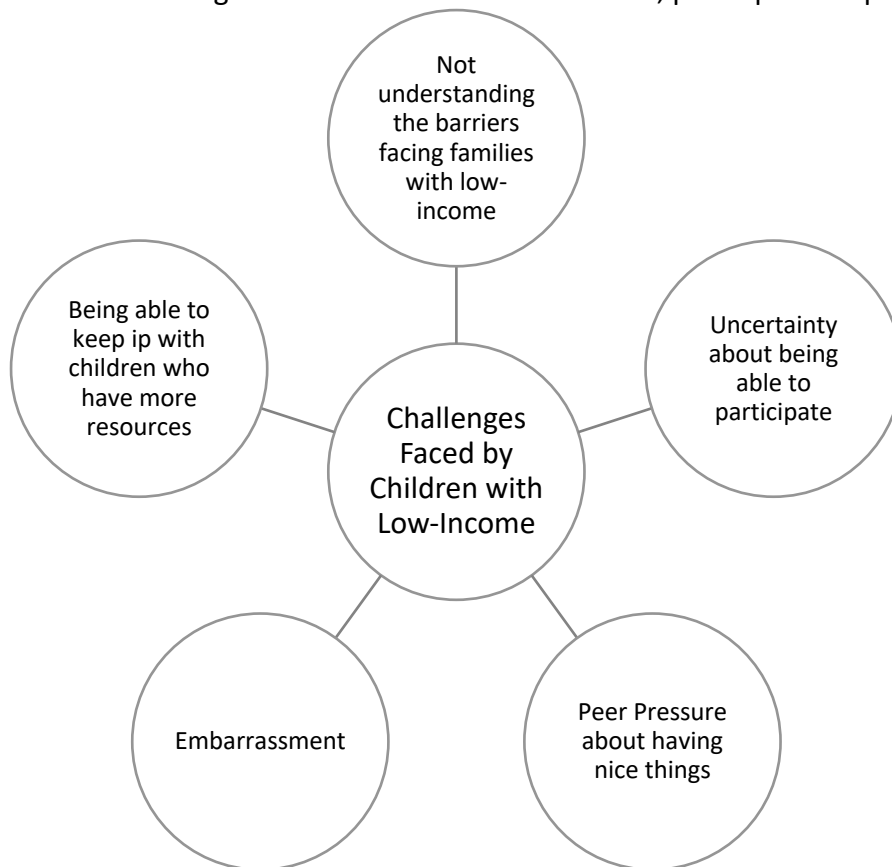 Not
understanding
the barriers
facing families
with low-
income
Being able to
keep ip with
children who
have more
resources
Uncertainty
about being
able to
participate
Challenges
Faced by
Children with
Low-Income
Embarrassment
Peer Pressure
about having
nice things